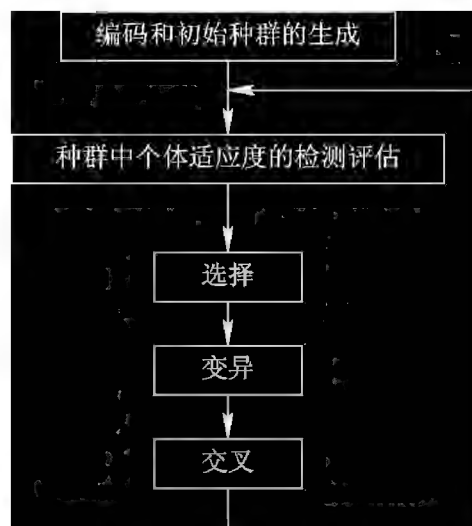 编码和初始种群的生成
种群中个体适应度的检测评估
选择
变异
交叉